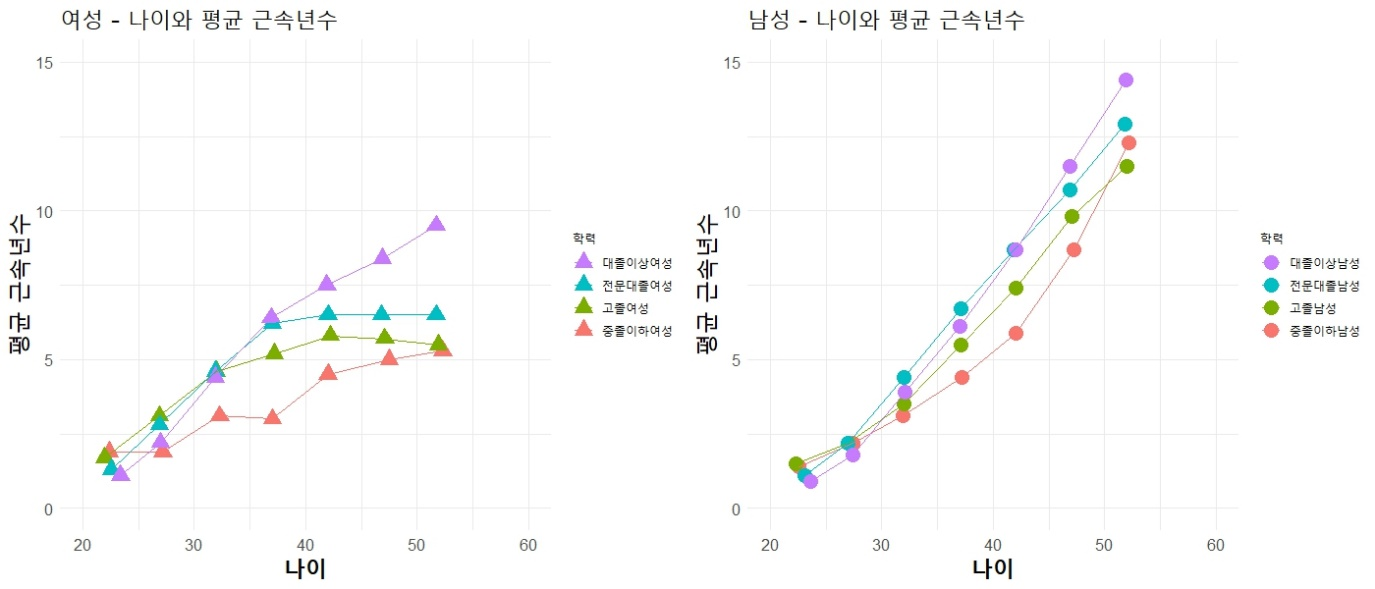 여성 - 나이와 평균 근속년수
15
10
5
0
20
30
40
50
60
나이
평균 근속년수
학력
대졸이상여성
전문대졸여성
고졸여성
중졸이하여성
남성 - 나이와 평균 근속년수
15
10
5
0
20
30
40
50
60
나이
평균 근속년수
학력
대졸이상남성
전문대졸남성
고졸남성
중졸이하남성